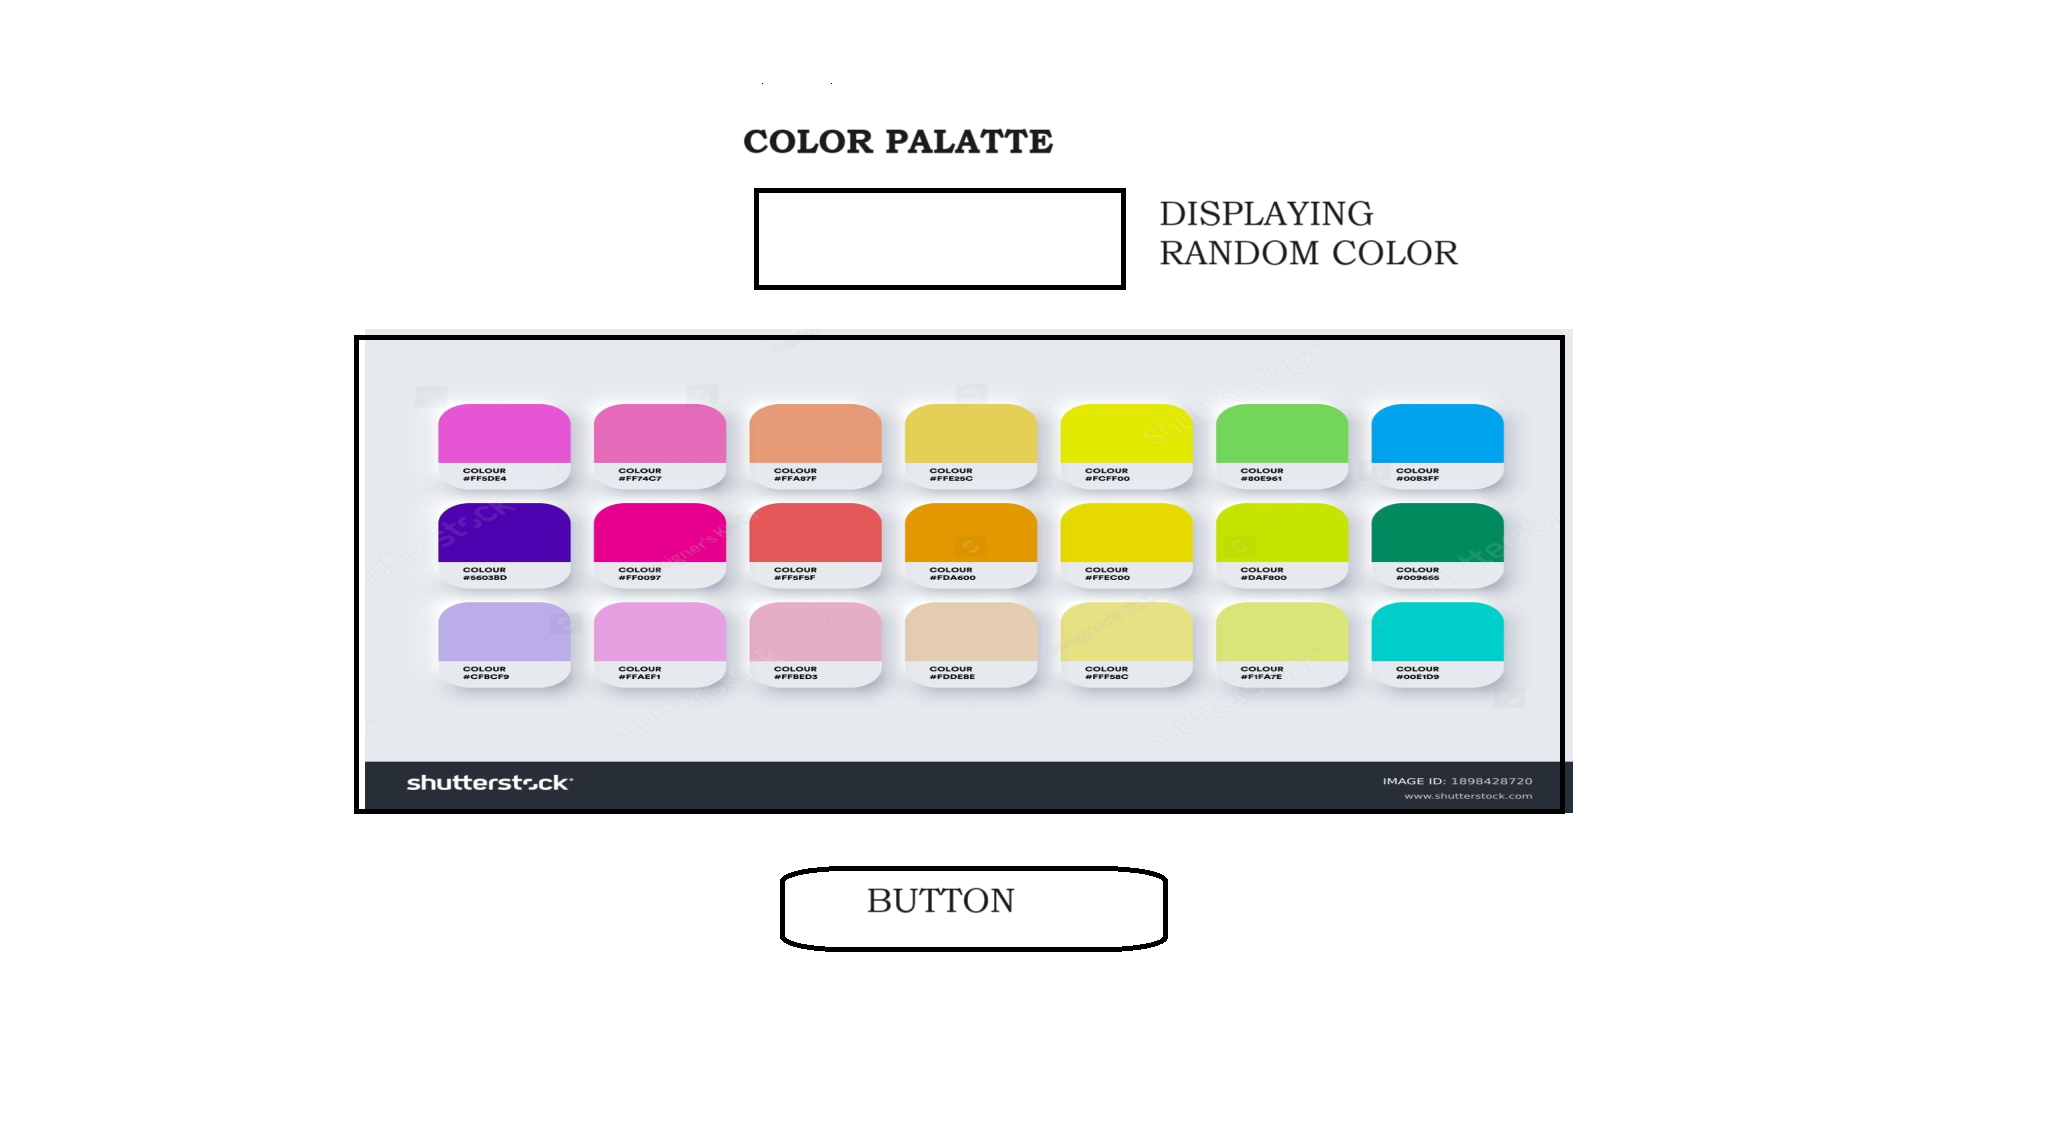 COLOR PALATTE
DISPLAYING
RANDOM COLOR
COLOUR
#FF5DE4
COLOUR
#FF74C7
COLOUR
#FFA87F
COLOUR
#FFE25C
COLOUR
#FCFF00
COLOUR
#80E961
COLOUR
#00B3FF
COLOUR
#5603BD
COLOUR
#FF0097
COLOUR
#FF5F5F
COLOUR
#FDA600
COLOUR
#FFEC00
COLOUR
#DAF800
COLOUR
#009665
COLOUR
#CFBCF9
COLOUR
#FFAEF1
COLOUR
#FFBED3
COLOUR
#FDDEBE
COLOUR
#FFF58C
COLOUR
#F1FA7E
COLOUR
#00E1D9
shutterstock
IMAGE ID: 1898428720
www.shutterstock.com
BUTTON